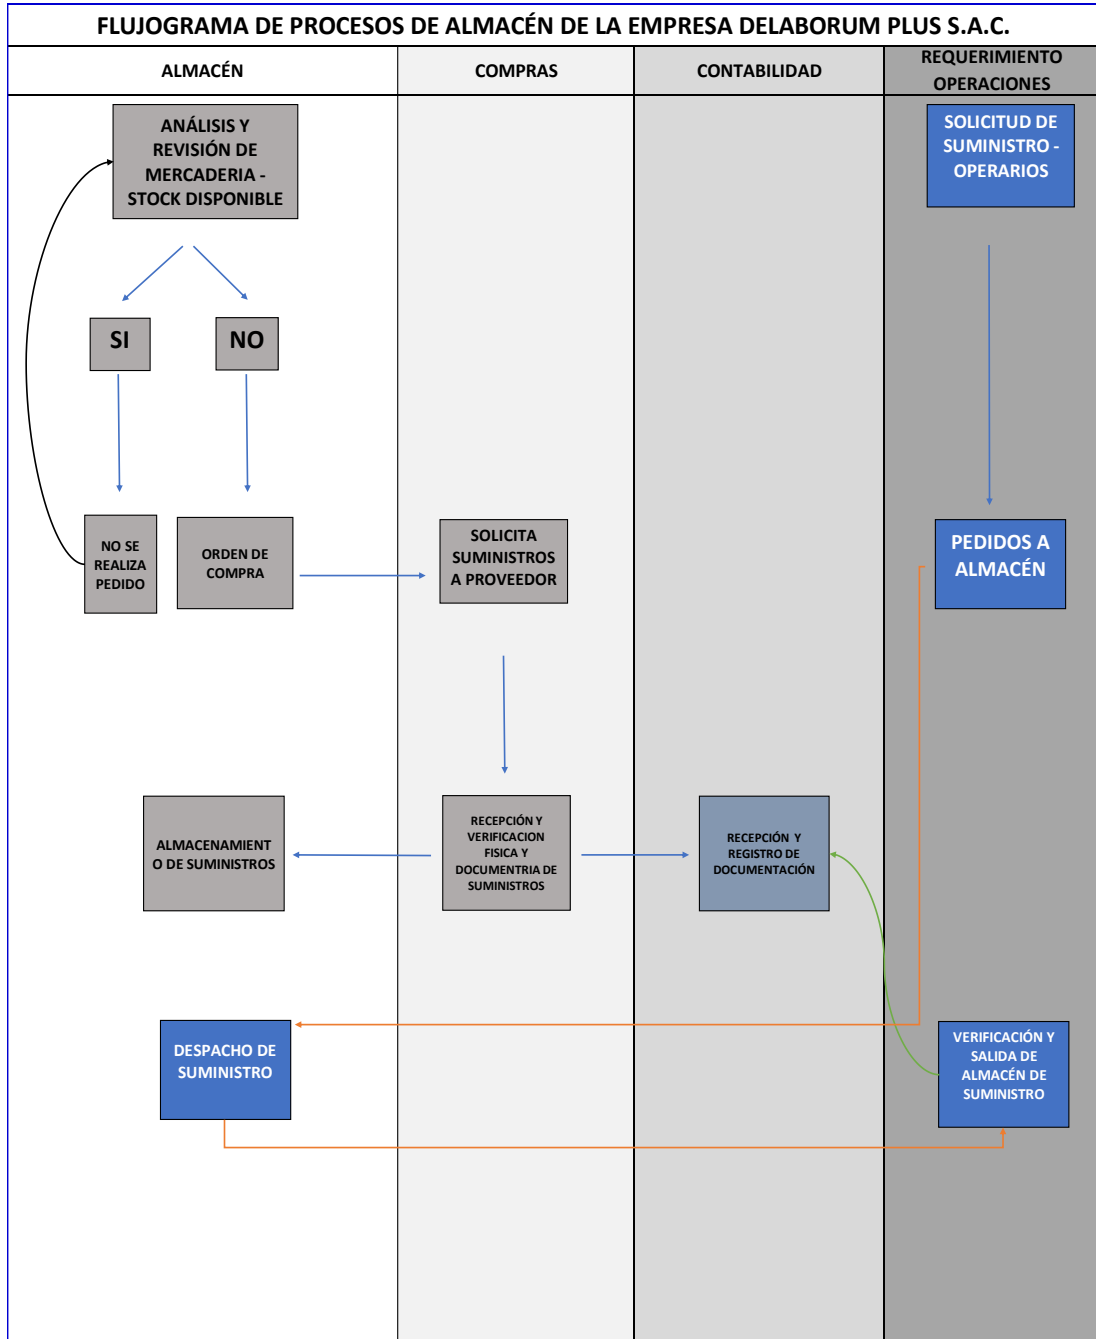 FLUJOGRAMA DE PROCESOS DE ALMACÉN DE LA EMPRESA DELABORUM PLUS S.A.C.
ALMACÉN
COMPRAS
CONTABILIDAD
REQUERIMIENTO
OPERACIONES
ANÁLISIS Y
REVISIÓN DE
MERCADERIA -
STOCK DISPONIBLE
SOLICITUD DE
SUMINISTRO -
OPERARIOS
SI
NO
NO SE
REALIZA
PEDIDO
ORDEN DE
COMPRA
SOLICITA
SUMINISTROS
A PROVEEDOR
PEDIDOS A
ALMACÉN
ALMACENAMIENT
O DE SUMINISTROS
RECEPCIÓN Y
VERIFICACION
FISICA Y
DOCUMENTRIA DE
SUMINISTROS
RECEPCIÓN Y
REGISTRO DE
DOCUMENTACIÓN
DESPACHO DE
SUMINISTRO
VERIFICACIÓN Y
SALIDA DE
ALMACÉN DE
SUMINISTRO